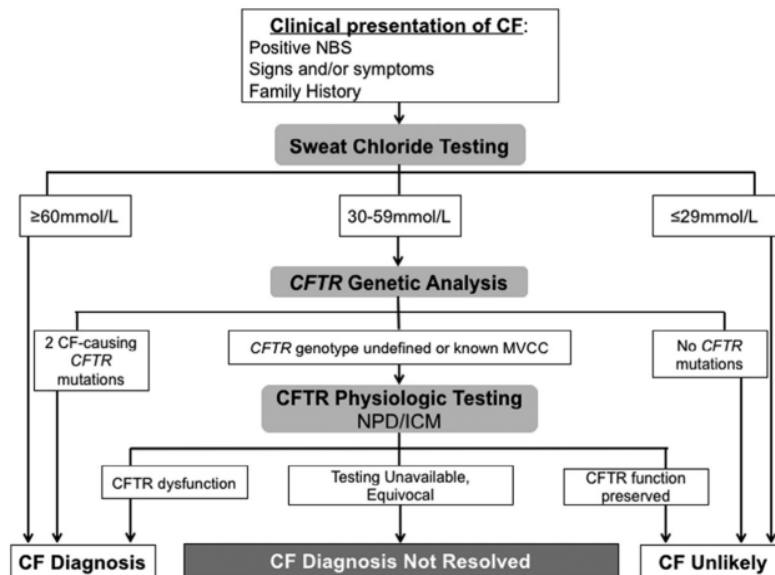 Clinical presentation of CF:
Positive NBS
Signs and/or symptoms
Family History
Sweat Chloride Testing
≥60mmol/L
30-59mmol/L
≤29mmol/L
CFTR Genetic Analysis
2 CF-causing
CFTR
mutations
CFTR genotype undefined or known MVCC
No CFTR
mutations
CFTR Physiologic Testing
NPD/ICM
CFTR dysfunction
Testing Unavailable,
Equivocal
CFTR function
preserved
CF Diagnosis
CF Diagnosis Not Resolved
CF Unlikely